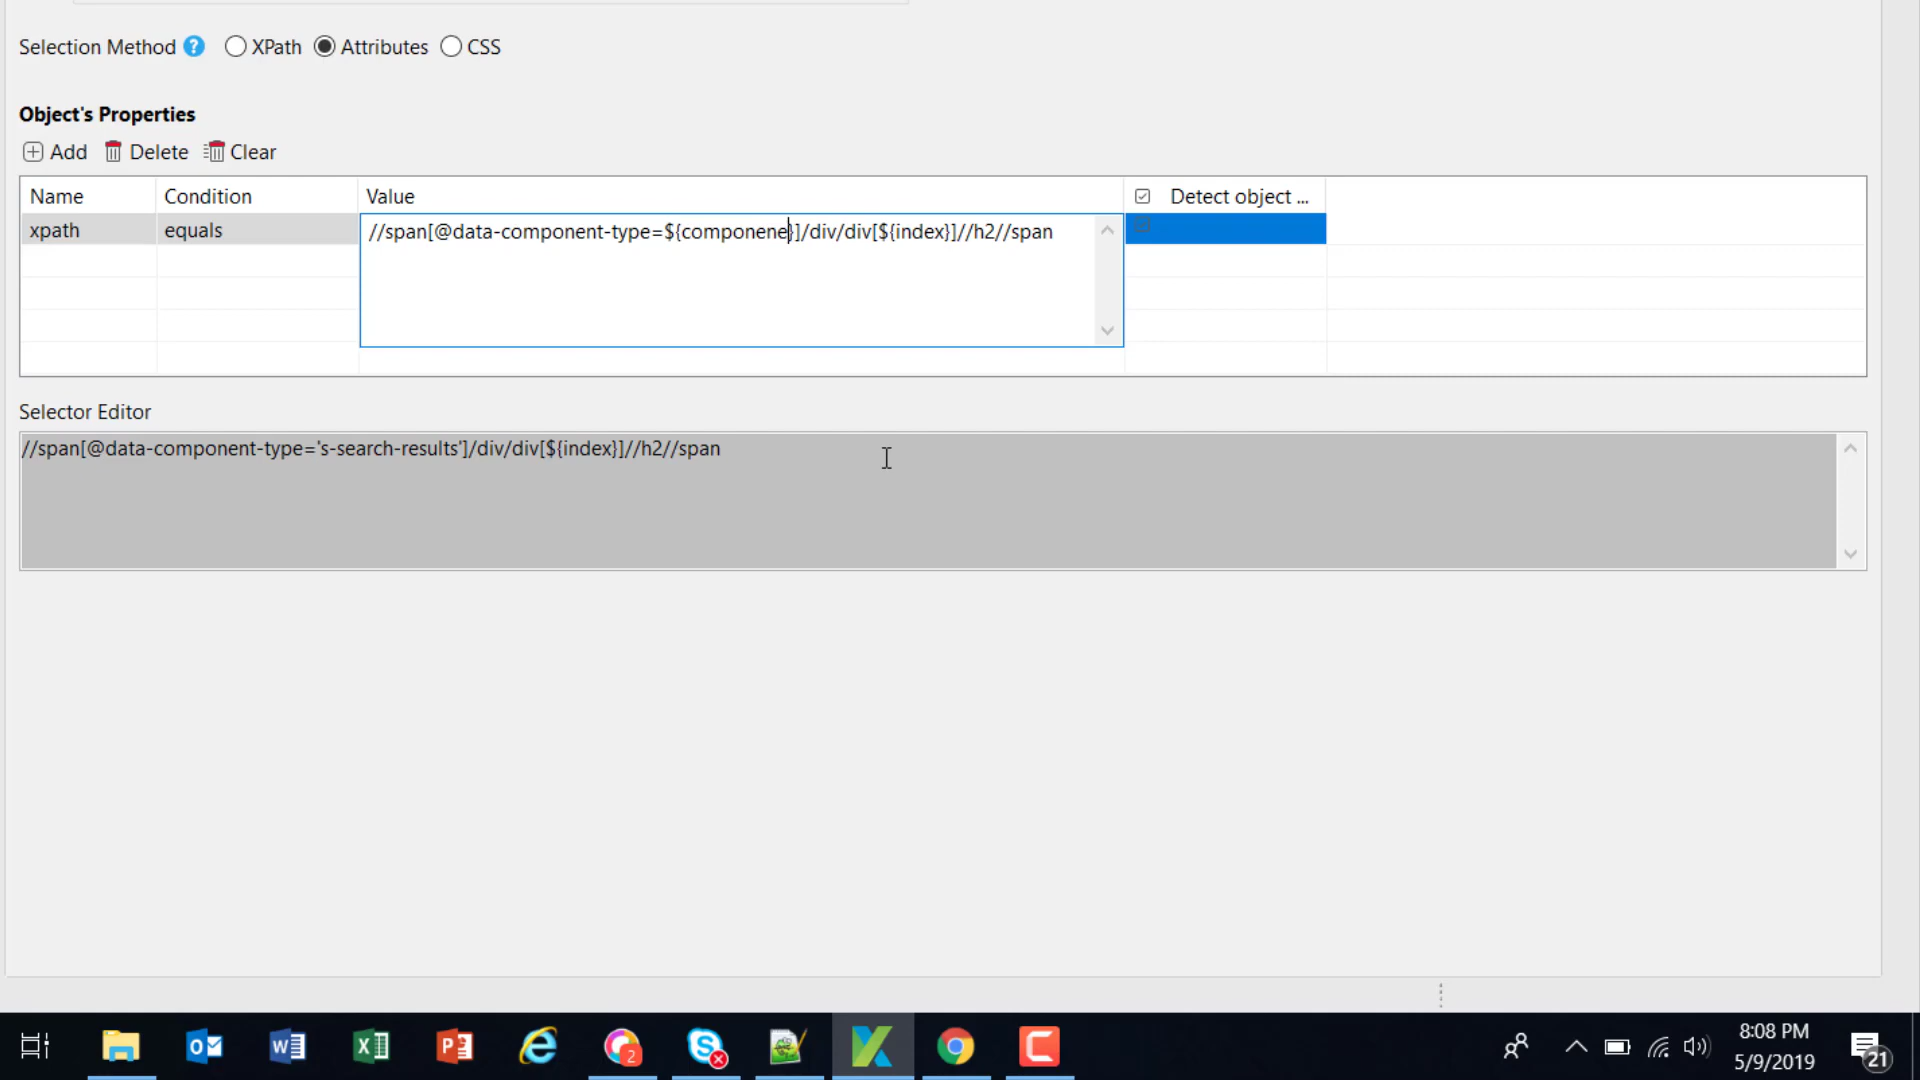 Selection Method ? XPath Attributes CSS
Object's Properties
Add Delete Clear
Name Condition Value Detect object ...
xpath equals //span[@data-component-type=${componene}]/div/div[${index}]//h2//span
Selector Editor
//span[@data-component-type='s-search-results']/div/div[${index}]//h2//span
8:08 PM
5/9/2019
2
21